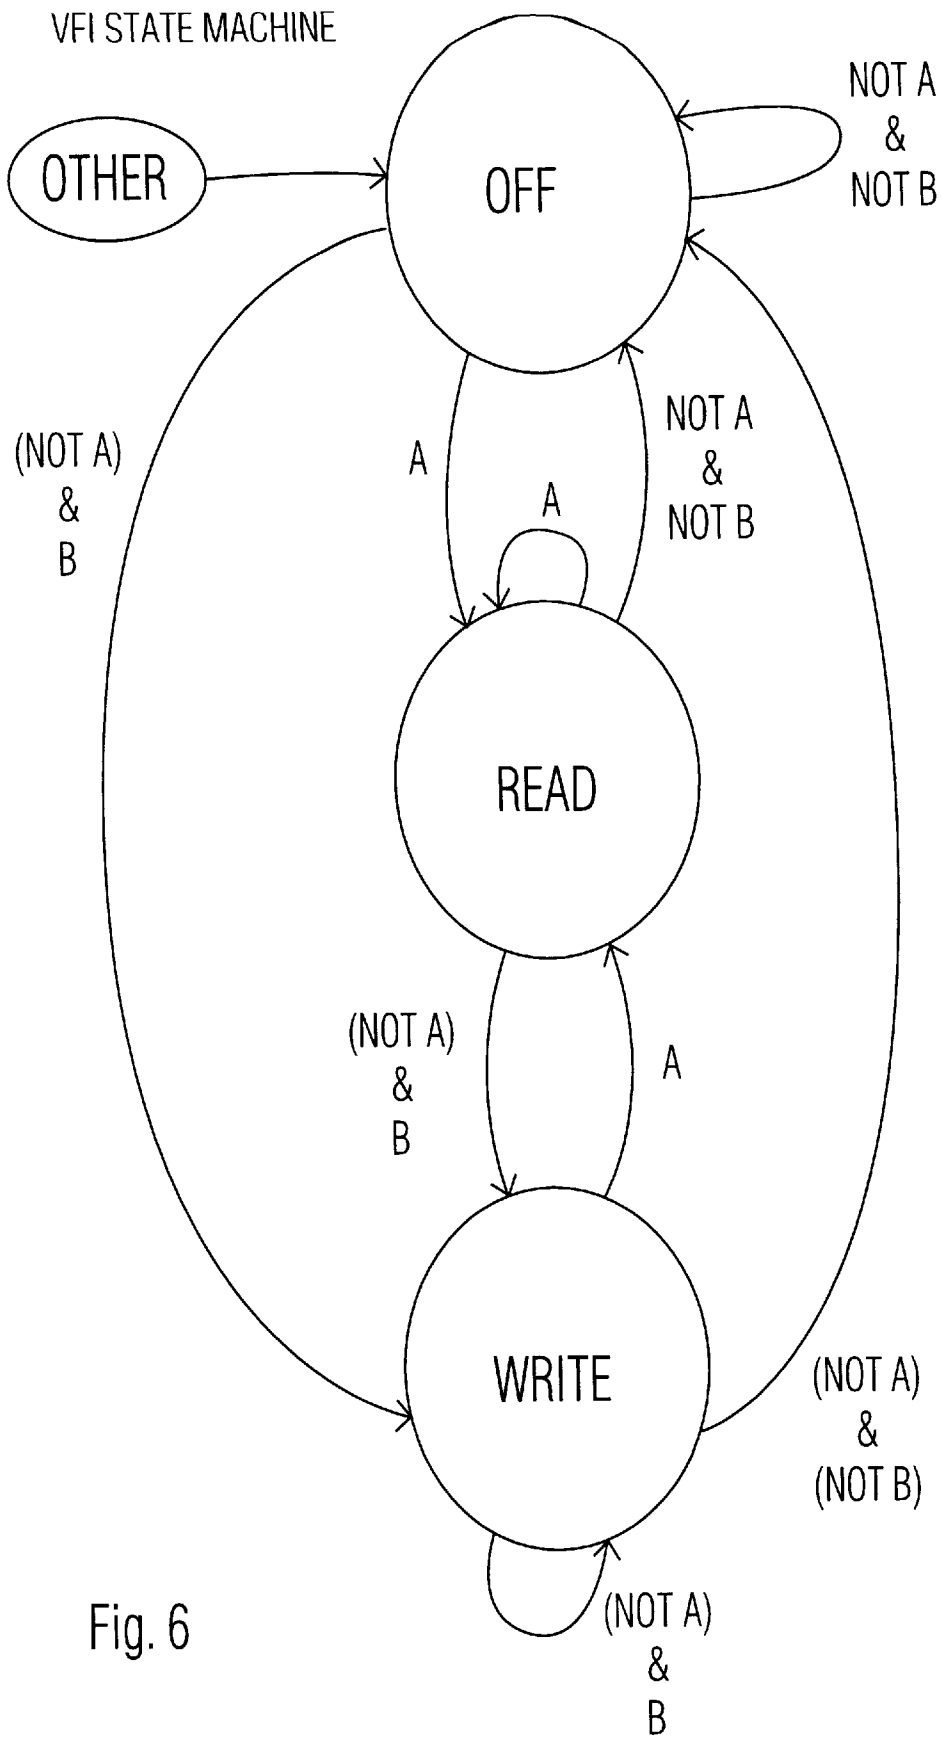 VFI STATE MACHINE
OTHER
OFF
NOT A
&
NOT B
(NOT A)
&
B
A
A
NOT A
&
NOT B
READ
(NOT A)
&
B
A
WRITE
(NOT A)
&
(NOT B)
(NOT A)
&
B
Fig. 6